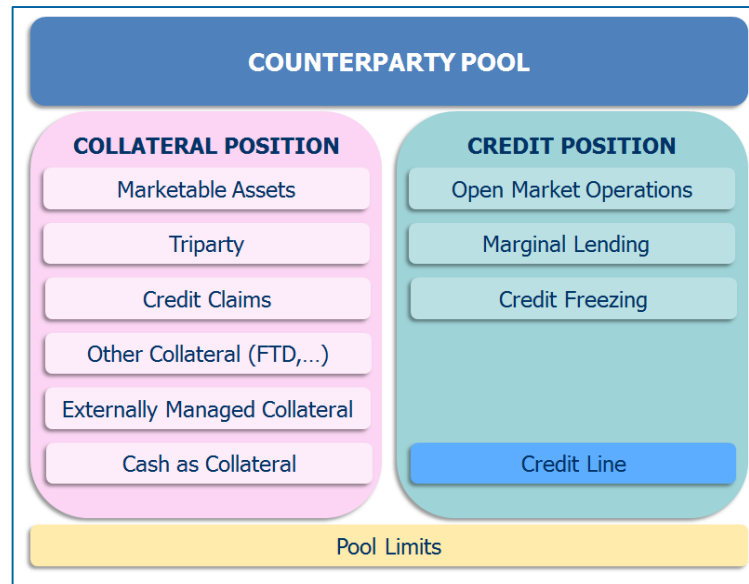 COUNTERPARTY POOL
COLLATERAL POSITION
Marketable Assets
Triparty
Credit Claims
Other Collateral (FTD,...)
Externally Managed Collateral
Cash as Collateral
CREDIT POSITION
Open Market Operations
Marginal Lending
Credit Freezing
Credit Line
Pool Limits